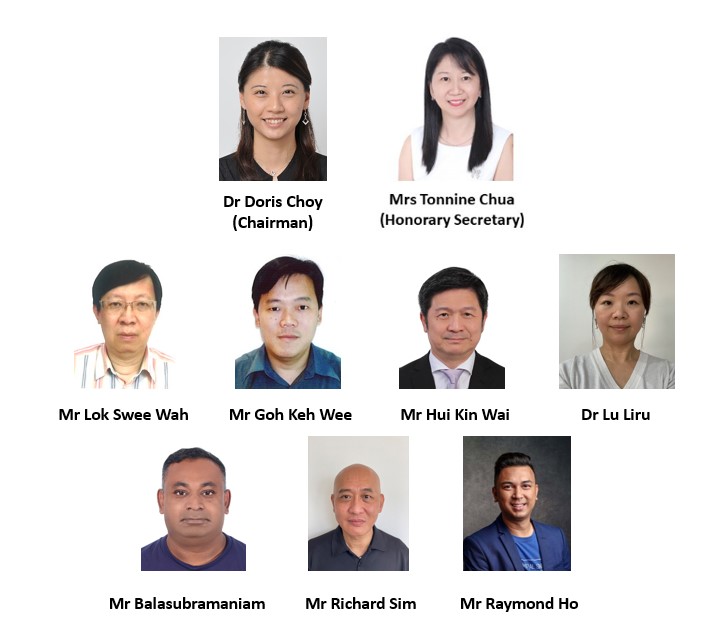 Dr Doris Choy
(Chairman)
Mrs Tonnine Chua
(Honorary Secretary)
Mr Lok Swee Wah
Mr Goh Keh Wee
Mr Hui Kin Wai
Dr Lu Liru
Mr Balasubramaniam
Mr Richard Sim
Mr Raymond Ho